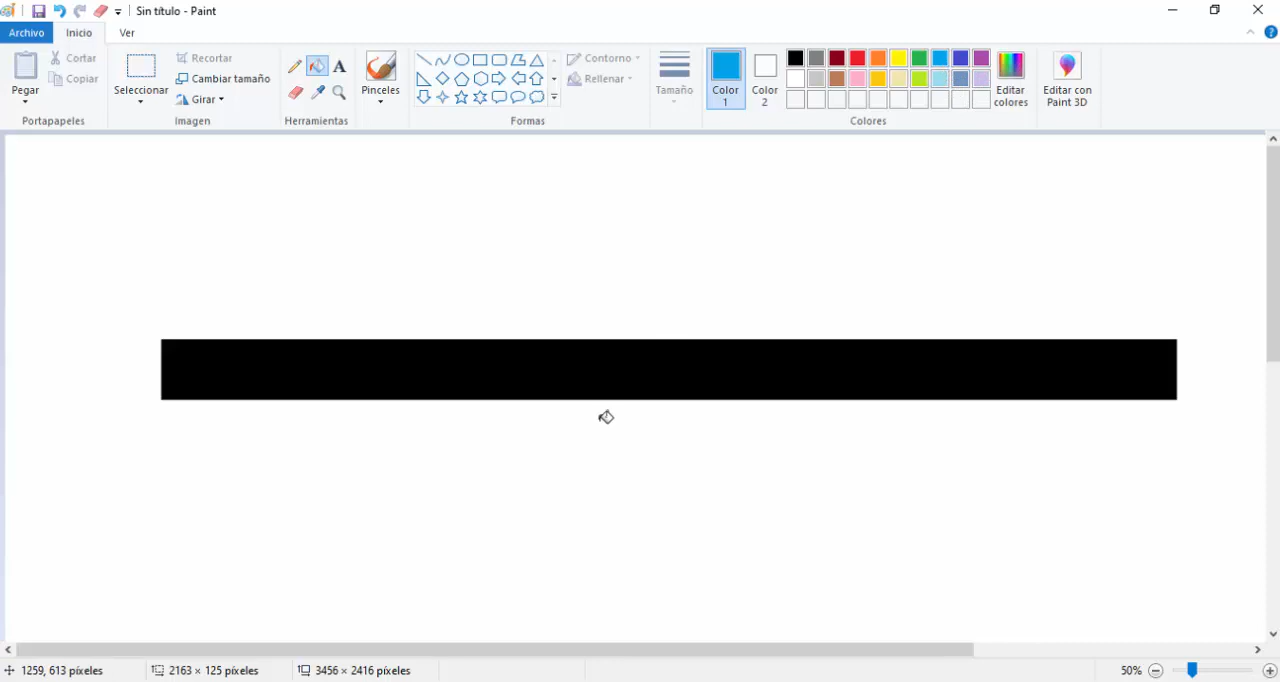 Sin título - Paint
Archivo Inicio Ver
Pegar
Cortar
Copiar
Portapapeles
Seleccionar
Recortar
Cambiar tamaño
Girar
Imagen
A
Herramientas
Pinceles
Contorno
Rellenar
Formas
Tamaño
Color
1
Color
2
Editar
colores
Colores
Editar con
Paint 3D
?
1259, 613 píxeles 2163 × 125 píxeles 3456 × 2416 píxeles 50%